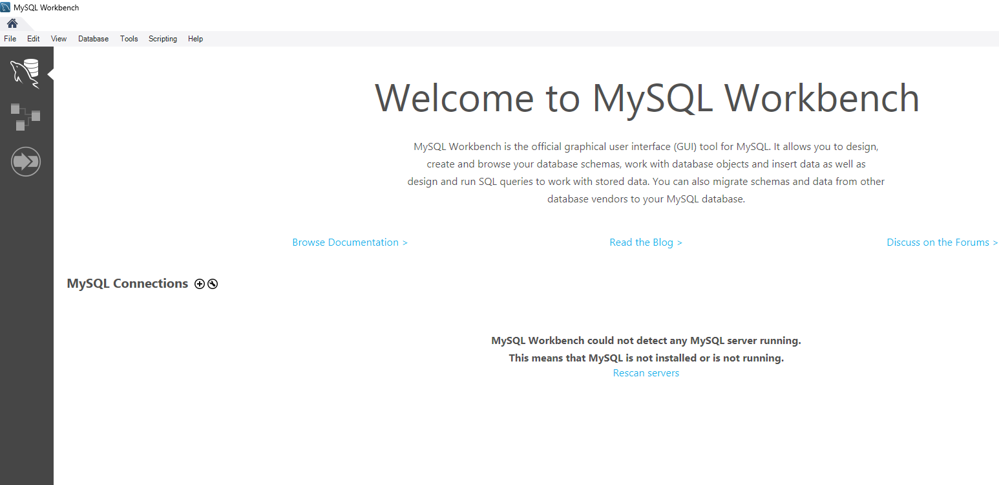 MySQL Workbench
File Edit View Database Tools Scripting Help
Welcome to MySQL Workbench
MySQL Workbench is the official graphical user interface (GUI) tool for MySQL. It allows you to design,
create and browse your database schemas, work with database objects and insert data as well as
design and run SQL queries to work with stored data. You can also migrate schemas and data from other
database vendors to your MySQL database.
Browse Documentation > Read the Blog > Discuss on the Forums >
MySQL Connections
MySQL Workbench could not detect any MySQL server running.
This means that MySQL is not installed or is not running.
Rescan servers